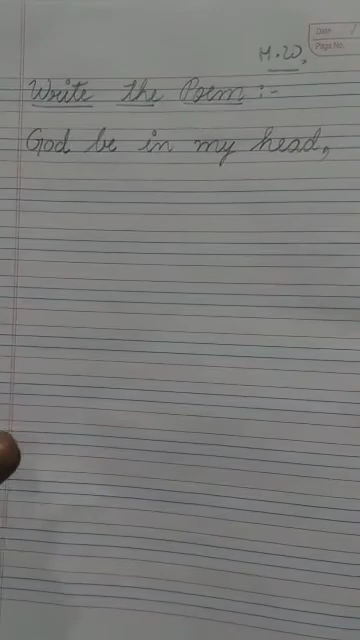 H.W.
Date
Page No.
Write the Poem :-
God be in my head,